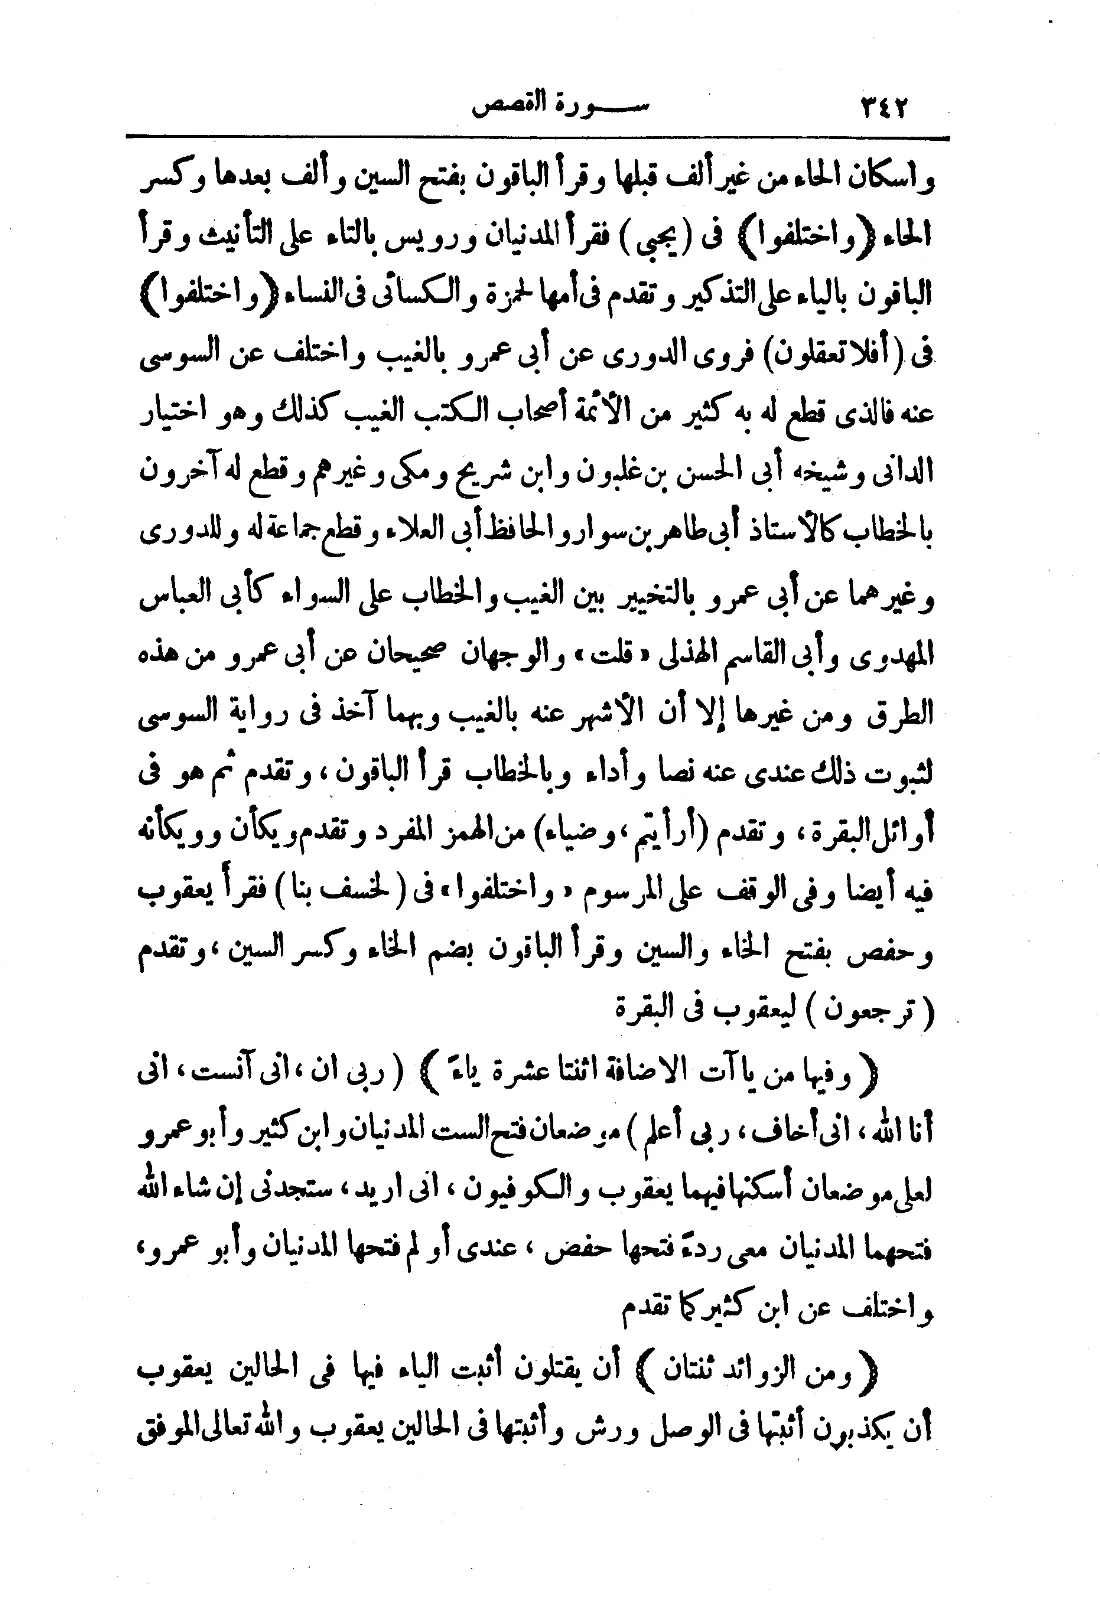 ٣٤٢ ســـورة القصص
واسكان الحاء من غير ألف قبلها وقرأ الباقون بفتح السين وألف بعدها وكسر
الحاء (واختلفوا) فى (يجبى) فقرأ المدنيان ورويس بالتاء على التأنيث وقرأ
الباقون بالياء على التذكير وتقدم فى أمها لحمزة والكسائى فى النساء (واختلفوا)
فى (أفلا تعقلون) فروى الدورى عن أبى عمرو بالغيب واختلف عن السوسى
عنه فالذى قطع له به كثير من الأئمة أصحاب الكتب الغيب كذلك وهو اختيار
الدانى وشيخه أبى الحسن بن غلبون وابن شريح ومكى وغيرهم وقطع له آخرون
بالخطاب كالأستاذ أبى طاهر بن سوار والحافظ أبى العلاء وقطع جماعة له وللدورى
وغيرهما عن أبى عمرو بالتخيير بين الغيب والخطاب على السواء كأبى العباس
المهدوى وأبى القاسم الهذلى «قلت» والوجهان صحيحان عن أبى عمرو من هذه
الطرق ومن غيرها إلا أن الأشهر عنه بالغيب وبهما آخذ فى رواية السوسى
لثبوت ذلك عندى عنه نصا وأداء وبالخطاب قرأ الباقون، وتقدم ثم هو فى
أوائل البقرة، وتقدم (أرأيتم، وضياء) من الهمز المفرد وتقدم ويكأن وويكأنه
فيه أيضا وفى الوقف على المرسوم «واختلفوا» فى (لخسف بنا) فقرأ يعقوب
وحفص بفتح الخاء والسين وقرأ الباقون بضم الخاء وكسر السين، وتقدم
(ترجعون) ليعقوب فى البقرة
(وفيها من ياآت الاضافة اثنتا عشرة ياءً) (ربى ان، انى آنست، انى
أنا الله، انى أخاف، ربى أعلم) موضعان فتح الست المدنيان وابن كثير وأبو عمرو
لعلى موضعان أسكنها فيهما يعقوب والكوفيون، انى اريد، ستجدنى إن شاء الله
فتحهما المدنيان معى ردءً فتحها حفص، عندى أو لم فتحها المدنيان وأبو عمرو،
واختلف عن ابن كثير كما تقدم
(ومن الزوائد ثنتان) أن يقتلون أثبت الياء فيها فى الحالين يعقوب
أن يكذبون أثبتها فى الوصل ورش وأثبتها فى الحالين يعقوب والله تعالى الموفق